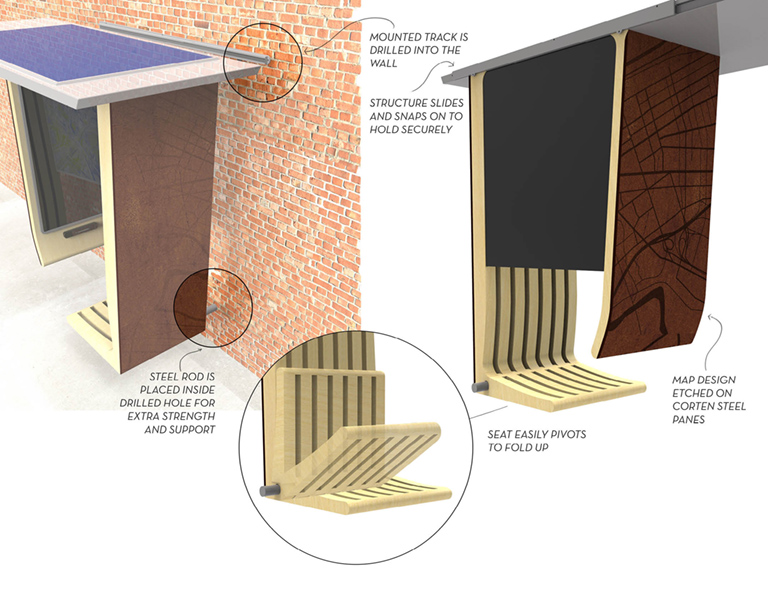 MOUNTED TRACK IS
DRILLED INTO THE
WALL
STRUCTURE SLIDES
AND SNAPS ON TO
HOLD SECURELY
STEEL ROD IS
PLACED INSIDE
DRILLED HOLE FOR
EXTRA STRENGTH
AND SUPPORT
SEAT EASILY PIVOTS
TO FOLD UP
MAP DESIGN
ETCHED ON
CORTEN STEEL
PANES